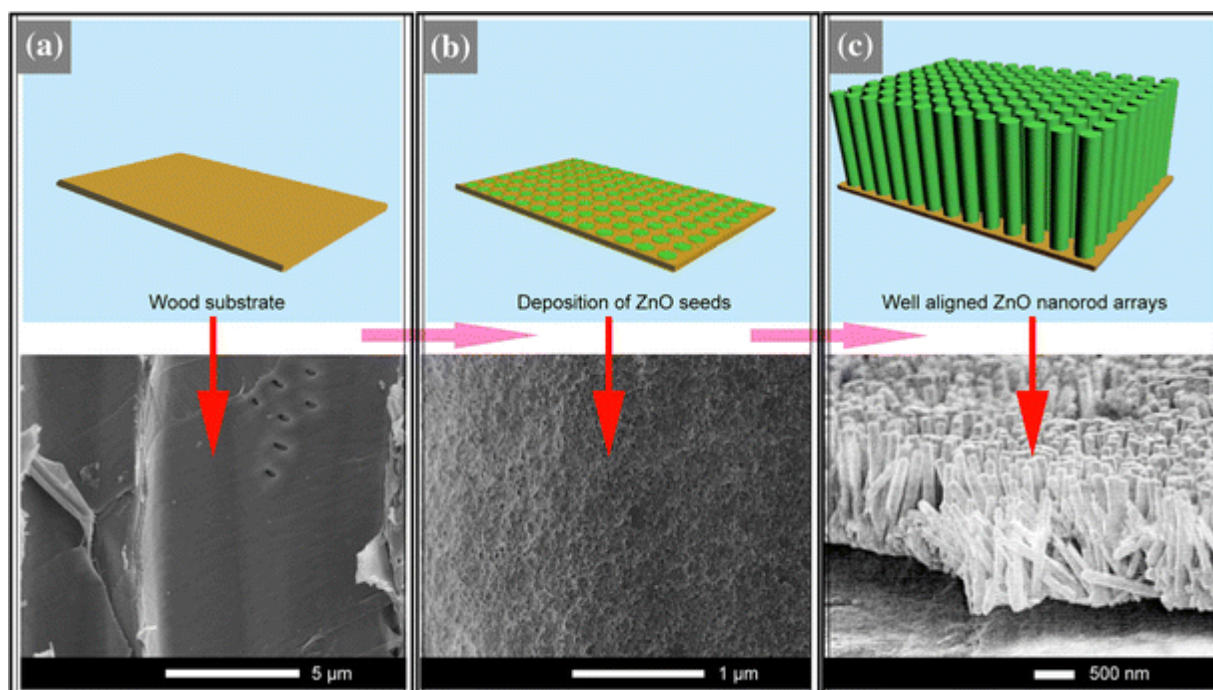 (a)
(b)
(c)
Wood substrate
Deposition of ZnO seeds
Well aligned ZnO nanorod arrays
5 μm
1 μm
500 nm